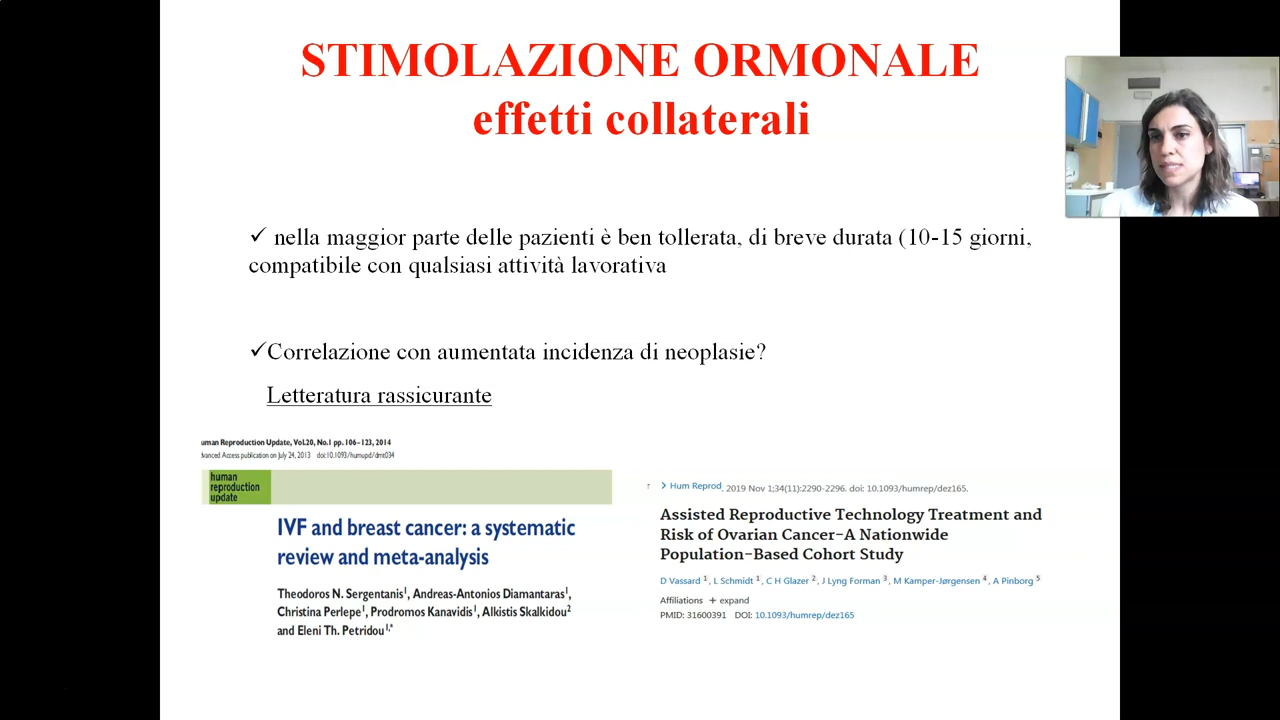 STIMOLAZIONE ORMONALE
effetti collaterali
✓ nella maggior parte delle pazienti è ben tollerata, di breve durata (10-15 giorni,
compatibile con qualsiasi attività lavorativa
✓Correlazione con aumentata incidenza di neoplasie?
Letteratura rassicurante
uman Reproduction Update, Vol.20, No.1 pp. 106–123, 2014
dvanced Access publication on July 24, 2013 doi:10.1093/humupd/dmt034
human
reproduction
update
IVF and breast cancer: a systematic
review and meta-analysis
Theodoros N. Sergentanis1, Andreas-Antonios Diamantaras1,
Christina Perlepe1, Prodromos Kanavidis1, Alkistis Skalkidou2
and Eleni Th. Petridou1,*
> Hum Reprod. 2019 Nov 1;34(11):2290-2296. doi: 10.1093/humrep/dez165.
Assisted Reproductive Technology Treatment and
Risk of Ovarian Cancer-A Nationwide
Population-Based Cohort Study
D Vassard 1, L Schmidt 1, C H Glazer 2, J Lyng Forman 3, M Kamper-Jørgensen 4, A Pinborg 5
Affiliations + expand
PMID: 31600391 DOI: 10.1093/humrep/dez165